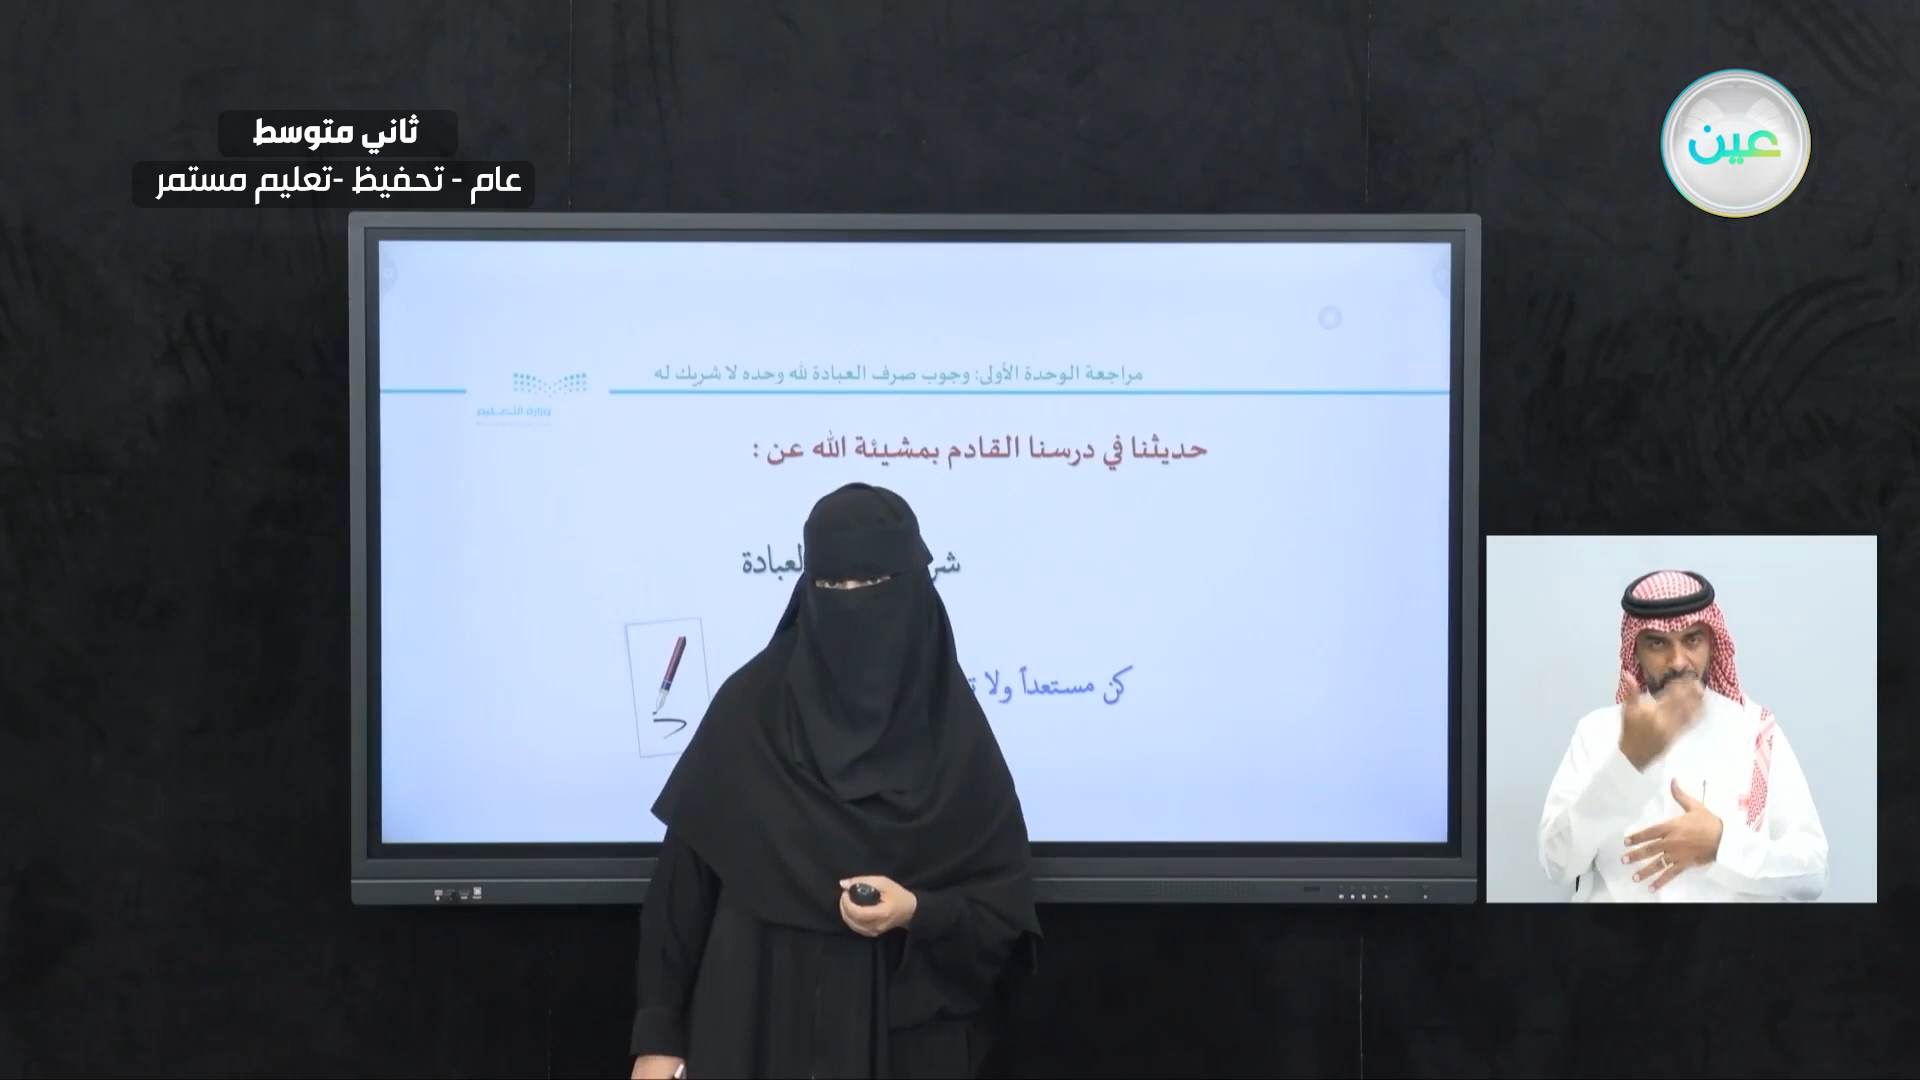 ثاني متوسط
عام - تحفيظ -تعليم مستمر
عين
مراجعة الوحدة الأولى: وجوب صرف العبادة لله وحده لا شريك له
وزارة التعليم
حديثنا في درسنا القادم بمشيئة الله عن :
العبادة
كن مستعداً ولا